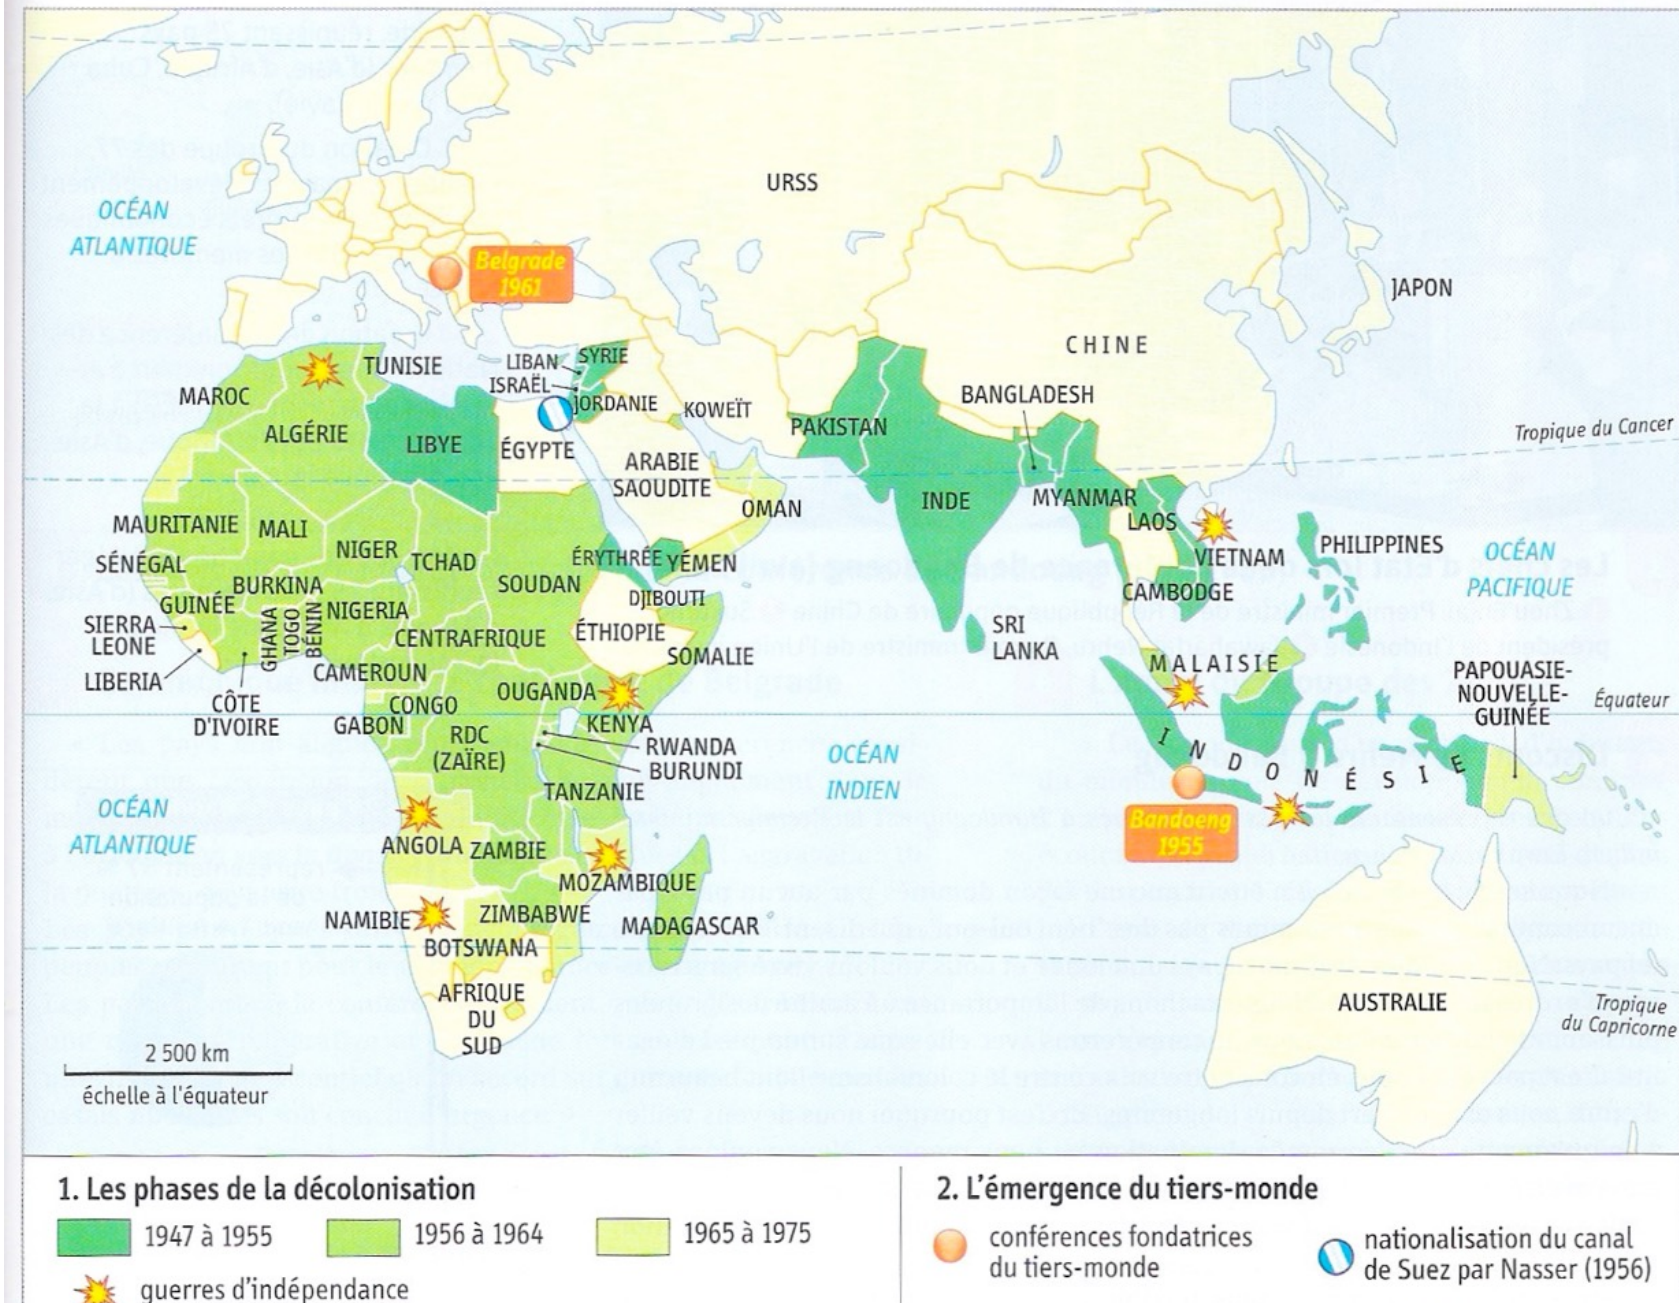 URSS
OCÉAN
ATLANTIQUE
Belgrade
1961
JAPON
CHINE
TUNISIE
LIBAN
SYRIE
ISRAËL
JORDANIE
KOWEÏT
MAROC
BANGLADESH
PAKISTAN
Tropique du Cancer
ALGÉRIE
LIBYE
ÉGYPTE
ARABIE
SAOUDITE
OMAN
INDE
MYANMAR
LAOS
MAURITANIE
MALI
NIGER
TCHAD
SOUDAN
ÉRYTHRÉE
YÉMEN
VIETNAM
PHILIPPINES
OCÉAN
PACIFIQUE
SÉNÉGAL
BURKINA
DJIBOUTI
CAMBODGE
GUINÉE
NIGERIA
SIERRA
LEONE
GHANA
TOGO
BÉNIN
CENTRAFRIQUE
ÉTHIOPIE
SOMALIE
SRI
LANKA
MALAISIE
LIBERIA
CÔTE
D'IVOIRE
CAMEROUN
OUGANDA
PAPOUASIE-
NOUVELLE-
GUINÉE
Équateur
GABON
CONGO
KENYA
RDC
(ZAÏRE)
RWANDA
BURUNDI
OCÉAN
INDIEN
INDONÉSIE
TANZANIE
OCÉAN
ATLANTIQUE
Bandoeng
1955
ANGOLA
ZAMBIE
MOZAMBIQUE
NAMIBIE
ZIMBABWE
MADAGASCAR
BOTSWANA
AFRIQUE
DU
SUD
AUSTRALIE
Tropique
du Capricorne
2 500 km
échelle à l'équateur
1. Les phases de la décolonisation
1947 à 1955
1956 à 1964
1965 à 1975
guerres d'indépendance
2. L'émergence du tiers-monde
conférences fondatrices
du tiers-monde
nationalisation du canal
de Suez par Nasser (1956)